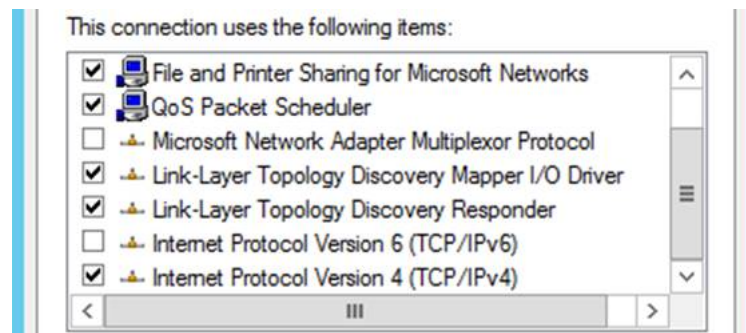 This connection uses the following items:
File and Printer Sharing for Microsoft Networks
QoS Packet Scheduler
Microsoft Network Adapter Multiplexor Protocol
Link-Layer Topology Discovery Mapper I/O Driver
Link-Layer Topology Discovery Responder
Internet Protocol Version 6 (TCP/IPv6)
Internet Protocol Version 4 (TCP/IPv4)